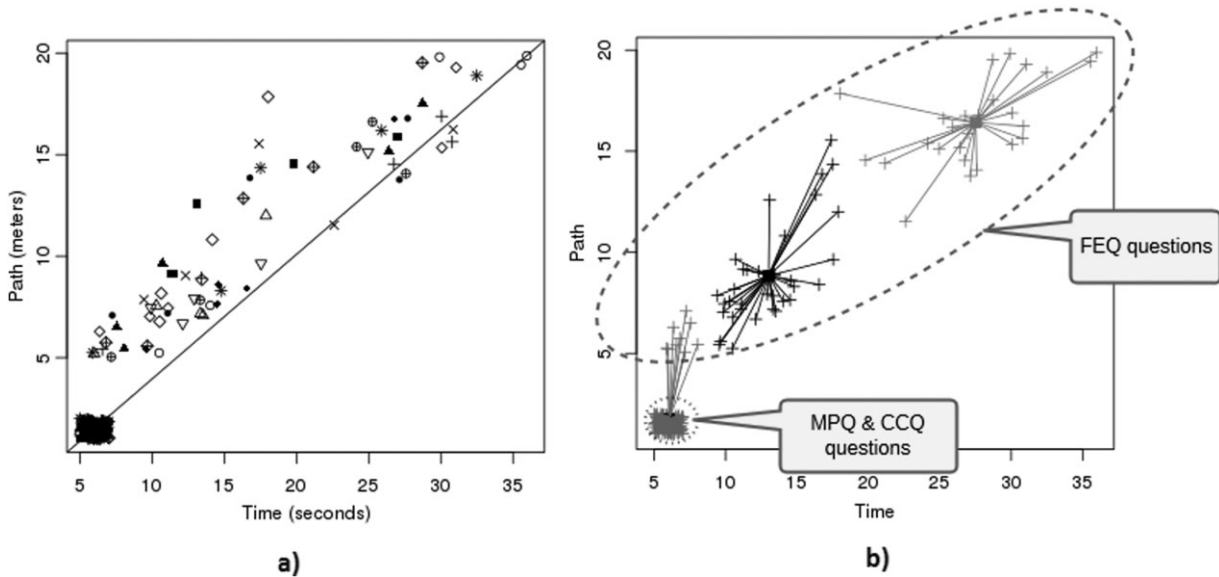 20
15
10
5
Path (meters)
5 10 15 20 25 30 35
Time (seconds)
a)
20
15
10
5
Path
5 10 15 20 25 30 35
Time
b)
FEQ questions
MPQ & CCQ
questions